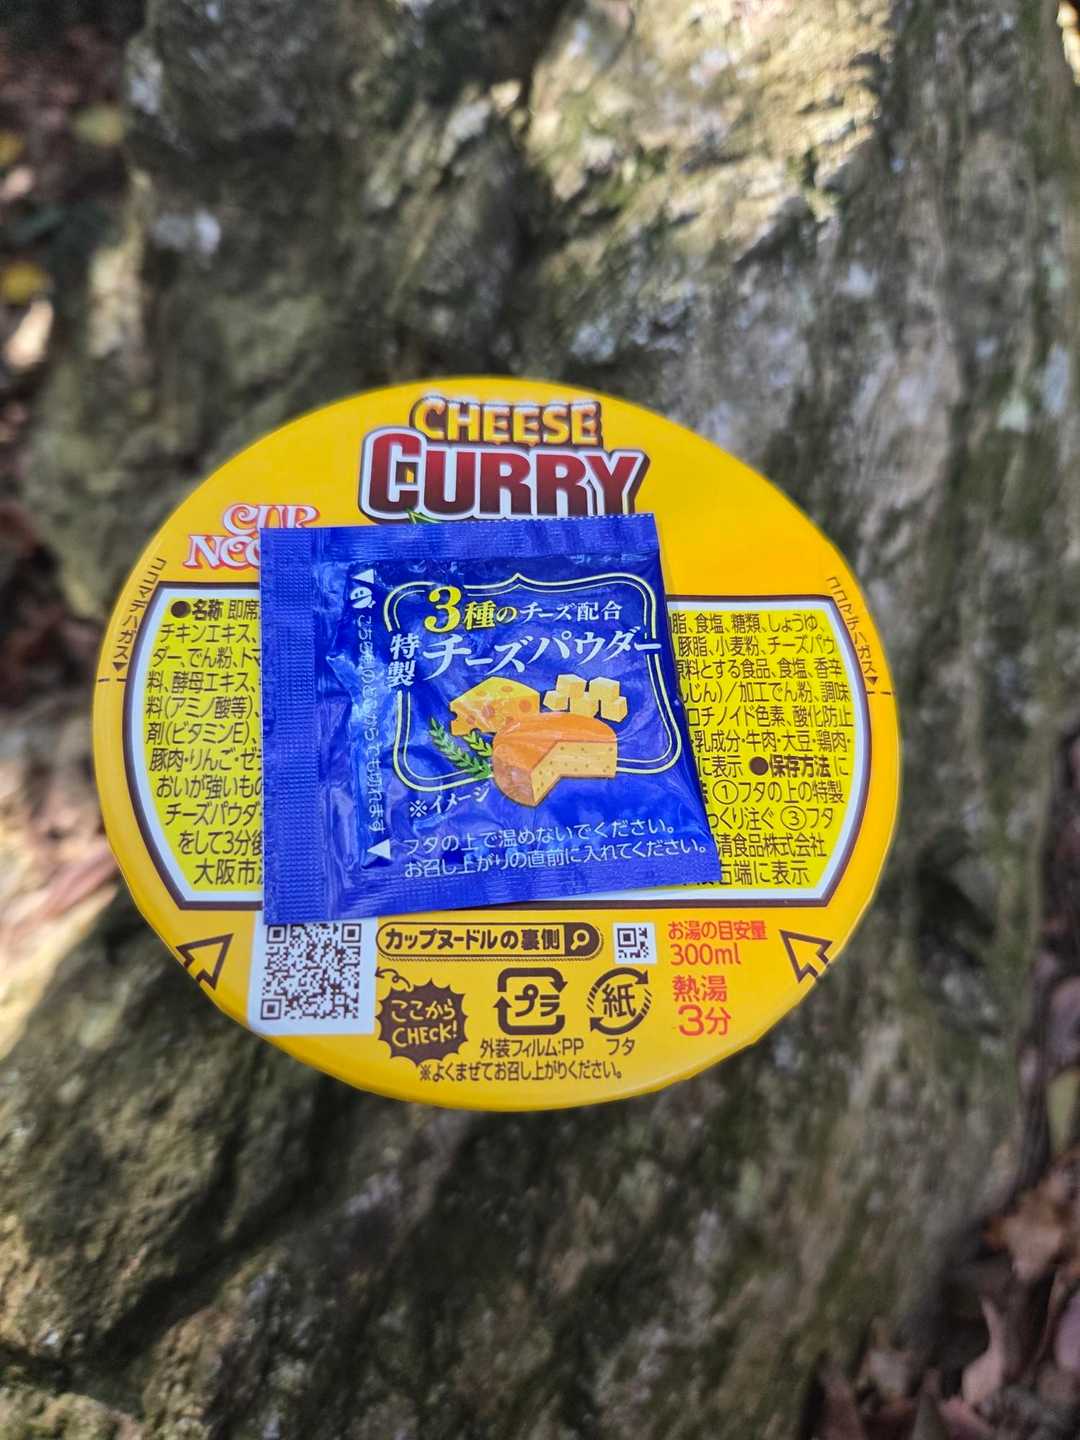 CHEESE
CURRY
CUP
NOO
ココマデハガス
ココマデハガス
●名称 即席
チキンエキス、
ダー、でん粉、トマ
料、酵母エキス、
料(アミノ酸等)、
剤(ビタミンE)、
豚肉・りんご・ゼ
おいが強いもの
チーズパウダ
をして3分後
大阪市
脂、食塩、糖類、しょうゆ、
豚脂、小麦粉、チーズパウ
原料とする食品、食塩、香辛
んじん)/加工でん粉、調味
ロチノイド色素、酸化防止
乳成分・牛肉・大豆・鶏肉・
に表示 ●保存方法 に
①フタの上の特製
っくり注ぐ ③フタ
清食品株式会社
右端に表示
こちら側のどこからでも切れます
3種のチーズ配合
特製
チーズパウダー
※イメージ
フタの上で温めないでください。
お召し上がりの直前に入れてください。
カップヌードルの裏側
ここから
CHECK!
プラ
外装フィルム:PP
紙
フタ
※よくまぜてお召し上がりください。
お湯の目安量
300ml
熱湯
3分